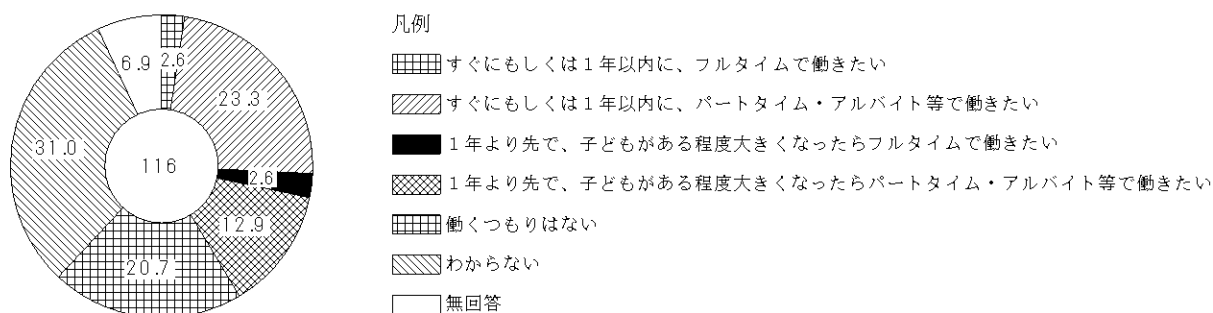 凡例
すぐにもしくは１年以内に、フルタイムで働きたい
すぐにもしくは１年以内に、パートタイム・アルバイト等で働きたい
１年より先で、子どもがある程度大きくなったらフルタイムで働きたい
１年より先で、子どもがある程度大きくなったらパートタイム・アルバイト等で働きたい
働くつもりはない
わからない
無回答
2.6
23.3
2.6
12.9
20.7
31.0
6.9
116